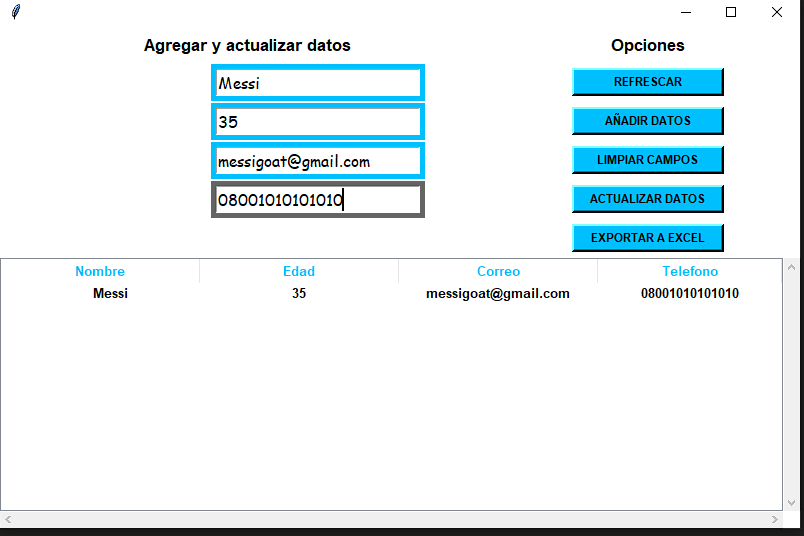 Agregar y actualizar datos Opciones
Messi REFRESCAR
35 AÑADIR DATOS
messigoat@gmail.com LIMPIAR CAMPOS
08001010101010 ACTUALIZAR DATOS
EXPORTAR A EXCEL
Nombre Edad Correo Telefono
Messi 35 messigoat@gmail.com 08001010101010